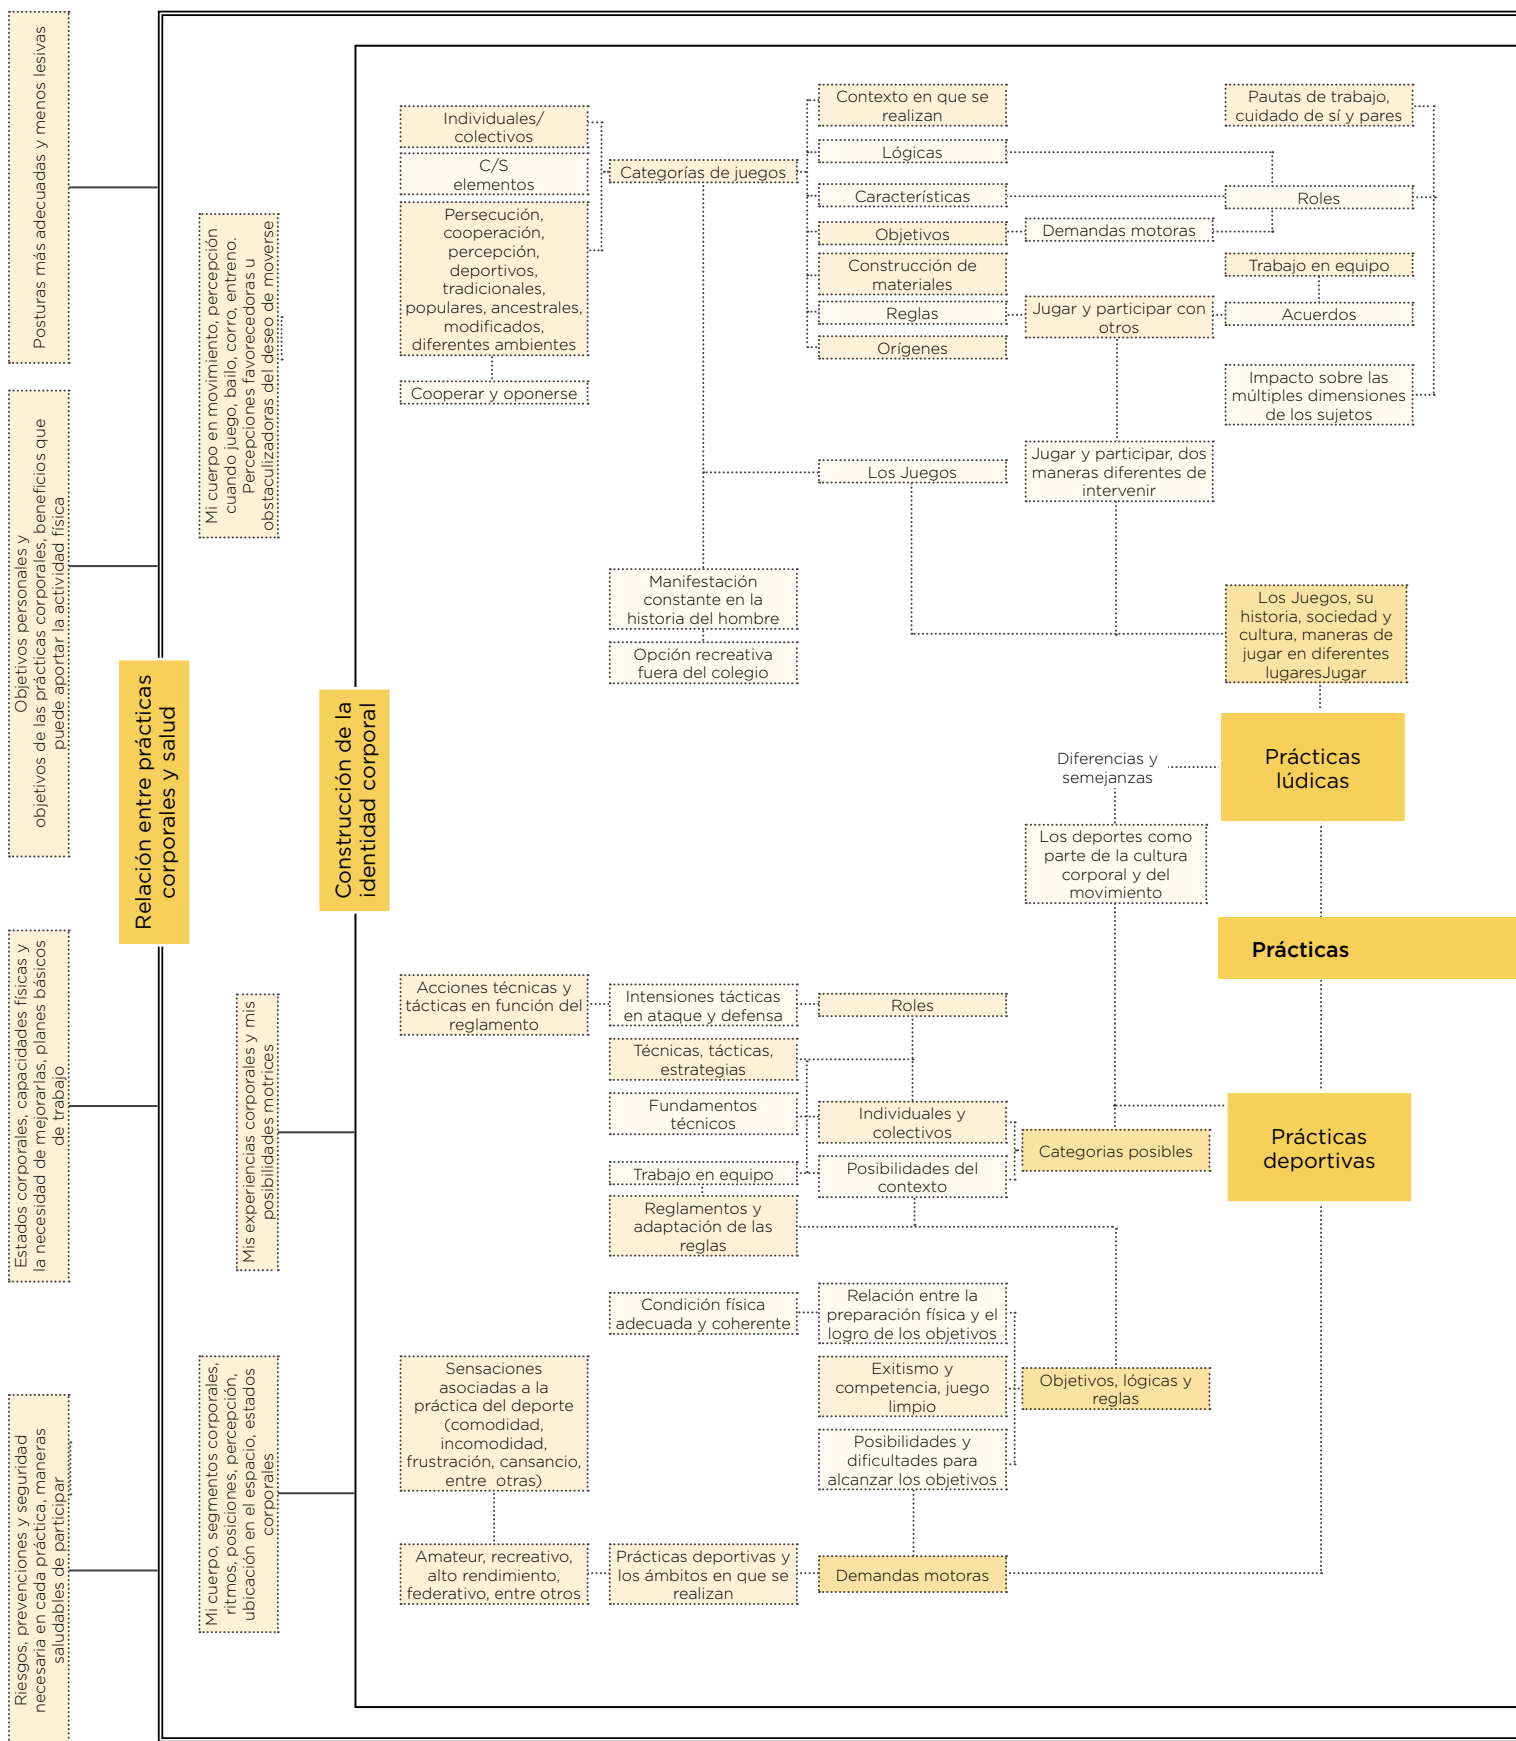 Posturas más adecuadas y menos lesivas
Objetivos personales y
objetivos de las prácticas corporales, beneficios que
puede aportar la actividad física
Estados corporales, capacidades físicas y
la necesidad de mejorarlas, planes básicos
de trabajo
Riesgos, prevenciones y seguridad
necesaria en cada práctica, maneras
saludables de participar
Relación entre prácticas
corporales y salud
Mi cuerpo en movimiento, percepción
cuando juego, bailo, corro, entreno.
Percepciones favorecedoras u
obstaculizadoras del deseo de moverse
Mis experiencias corporales y mis
posibilidades motrices
Mi cuerpo, segmentos corporales,
ritmos, posiciones, percepción,
ubicación en el espacio, estados
corporales
Construcción de la
identidad corporal
Individuales/
colectivos
C/S
elementos
Persecución,
cooperación,
percepción,
deportivos,
tradicionales,
populares, ancestrales,
modificados,
diferentes ambientes
Cooperar y oponerse
Categorías de juegos
Contexto en que se
realizan
Lógicas
Características
Objetivos
Construcción de
materiales
Reglas
Orígenes
Demandas motoras
Jugar y participar con
otros
Pautas de trabajo,
cuidado de sí y pares
Roles
Trabajo en equipo
Acuerdos
Impacto sobre las
múltiples dimensiones
de los sujetos
Los Juegos
Jugar y participar, dos
maneras diferentes de
intervenir
Manifestación
constante en la
historia del hombre
Opción recreativa
fuera del colegio
Los Juegos, su
historia, sociedad y
cultura, maneras de
jugar en diferentes
lugaresJugar
Prácticas
lúdicas
Diferencias y
semejanzas
Los deportes como
parte de la cultura
corporal y del
movimiento
Prácticas
Acciones técnicas y
tácticas en función del
reglamento
Intensiones tácticas
en ataque y defensa
Roles
Técnicas, tácticas,
estrategias
Fundamentos
técnicos
Individuales y
colectivos
Trabajo en equipo
Posibilidades del
contexto
Categorias posibles
Prácticas
deportivas
Reglamentos y
adaptación de las
reglas
Condición física
adecuada y coherente
Relación entre la
preparación física y el
logro de los objetivos
Exitismo y
competencia, juego
limpio
Objetivos, lógicas y
reglas
Posibilidades y
dificultades para
alcanzar los objetivos
Sensaciones
asociadas a la
práctica del deporte
(comodidad,
incomodidad,
frustración, cansancio,
entre otras)
Amateur, recreativo,
alto rendimiento,
federativo, entre otros
Prácticas deportivas y
los ámbitos en que se
realizan
Demandas motoras